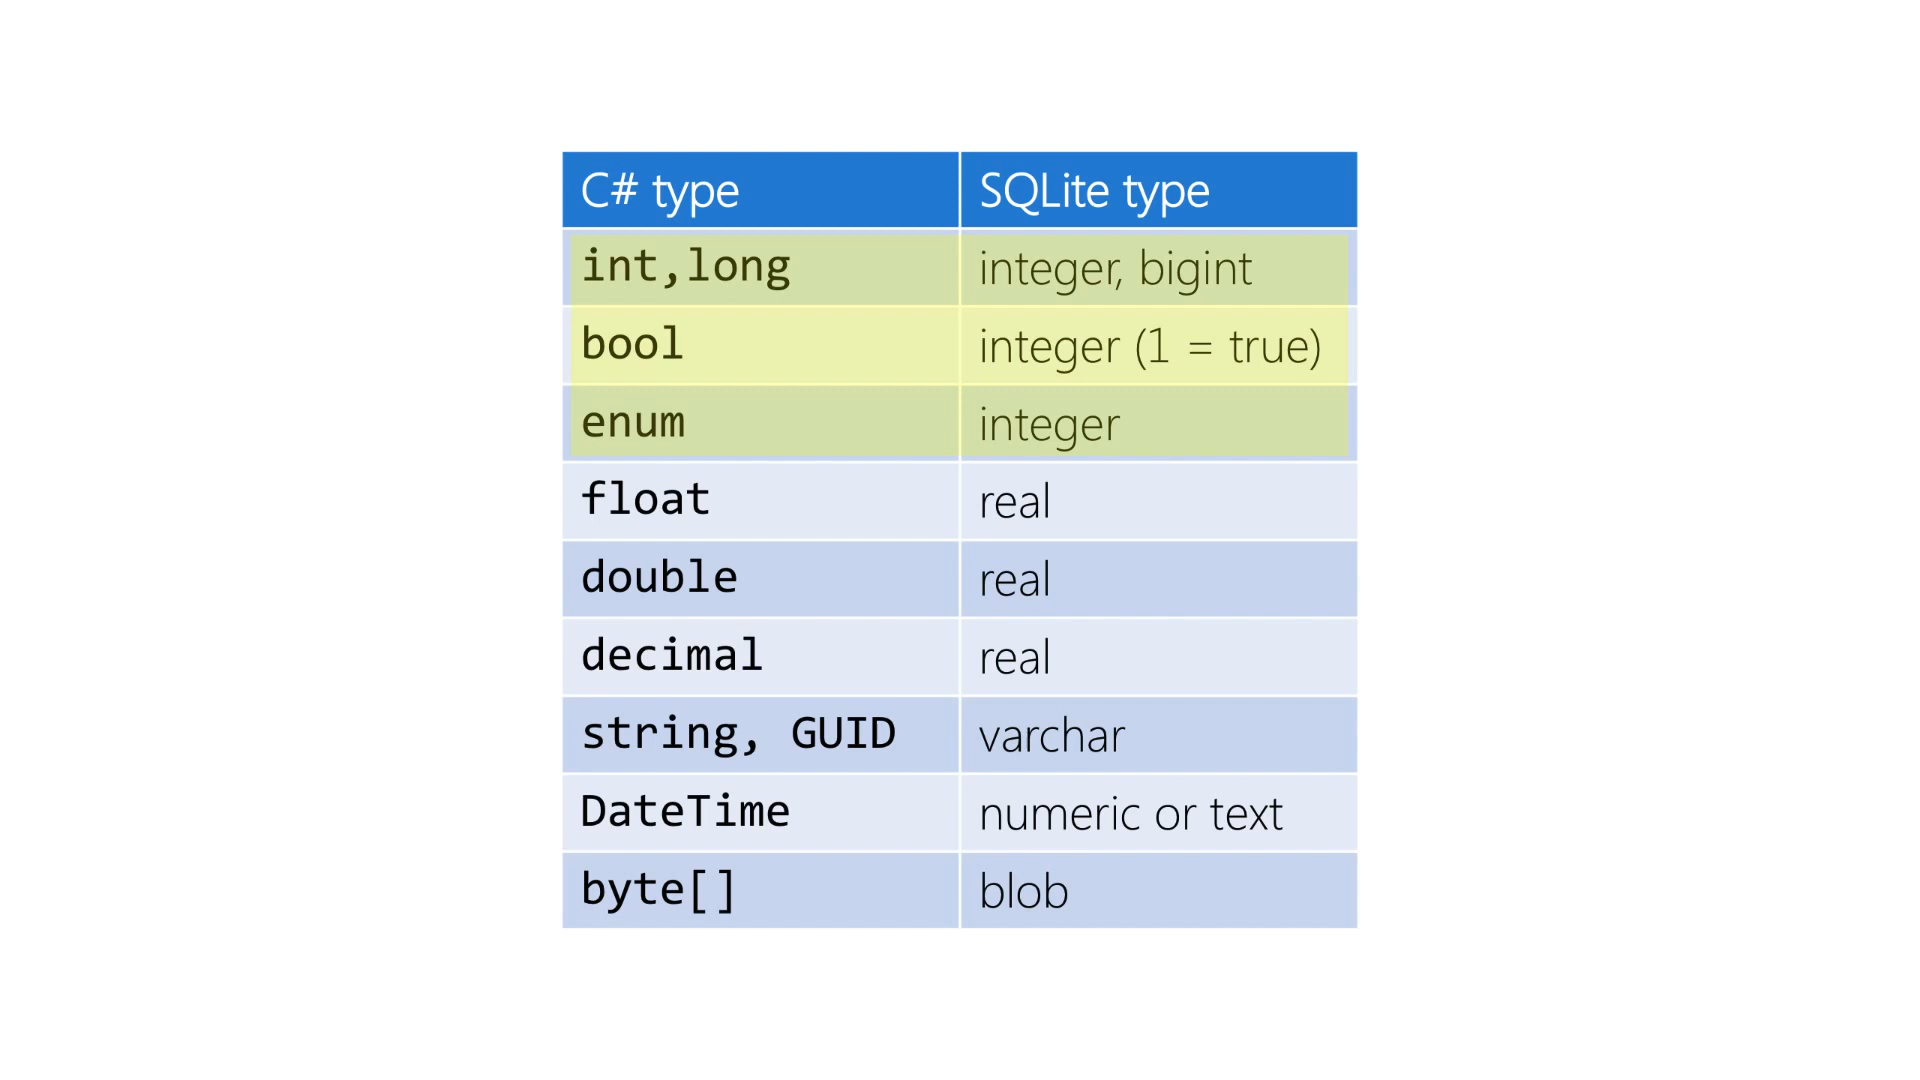 C# type SQLite type
int,long integer, bigint
bool integer (1 = true)
enum integer
float real
double real
decimal real
string, GUID varchar
DateTime numeric or text
byte[] blob